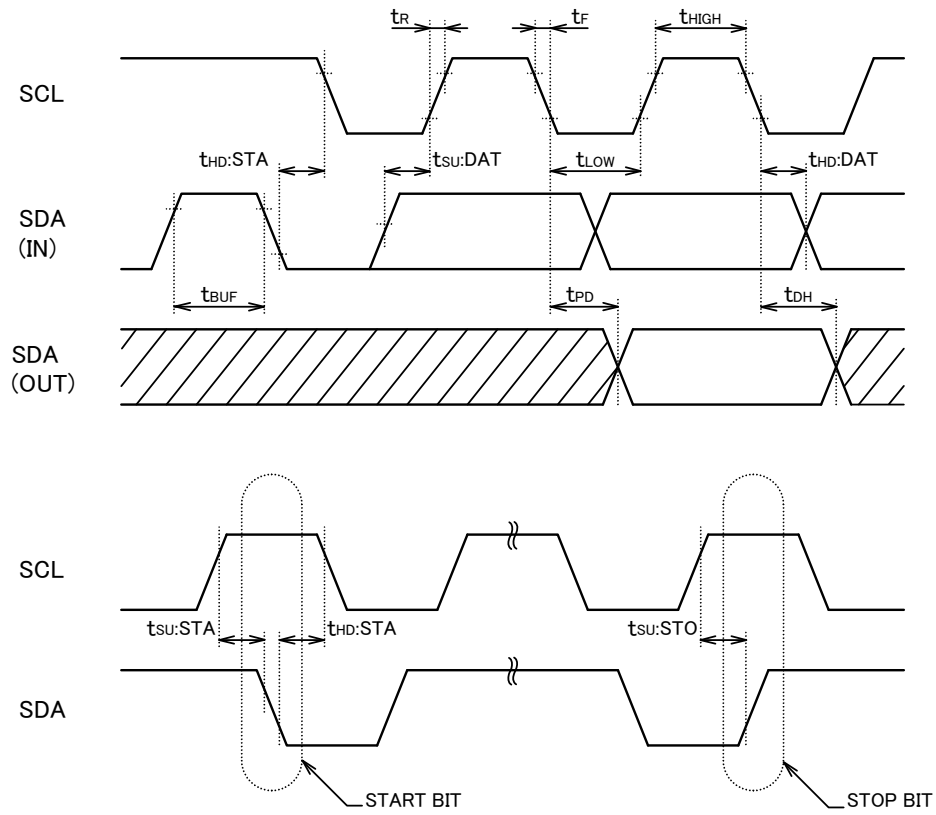 tR tF tHIGH
SCL
tHD:STA tSU:DAT tLOW tHD:DAT
SDA
(IN)
tBUF tPD tDH
SDA
(OUT)
SCL
tSU:STA tHD:STA tSU:STO
SDA
START BIT STOP BIT